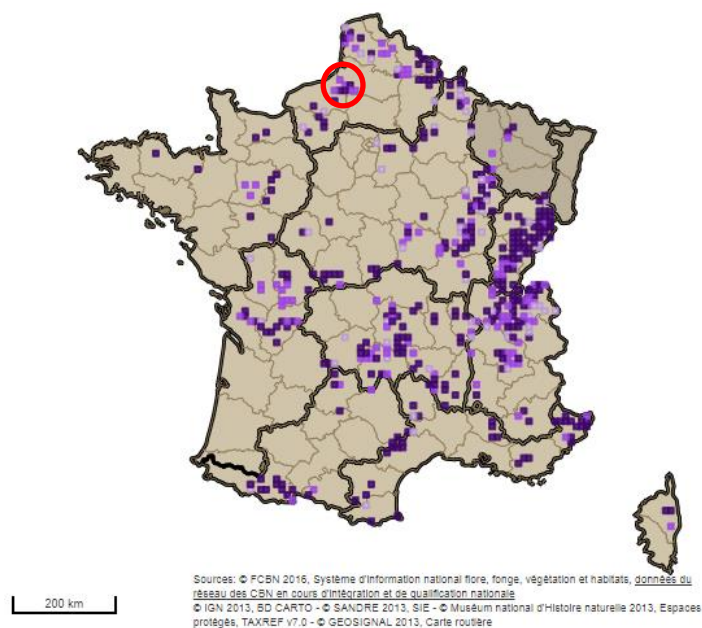 Sources: © FCBN 2016, Système d'information national flore, fonge, végétation et habitats, données du
réseau des CBN en cours d'intégration et de qualification nationale
© IGN 2013, BD CARTO - © SANDRE 2013, SIE - © Muséum national d'Histoire naturelle 2013, Espaces
protégés, TAXREF v7.0 - © GEOSIGNAL 2013, Carte routière
200 km